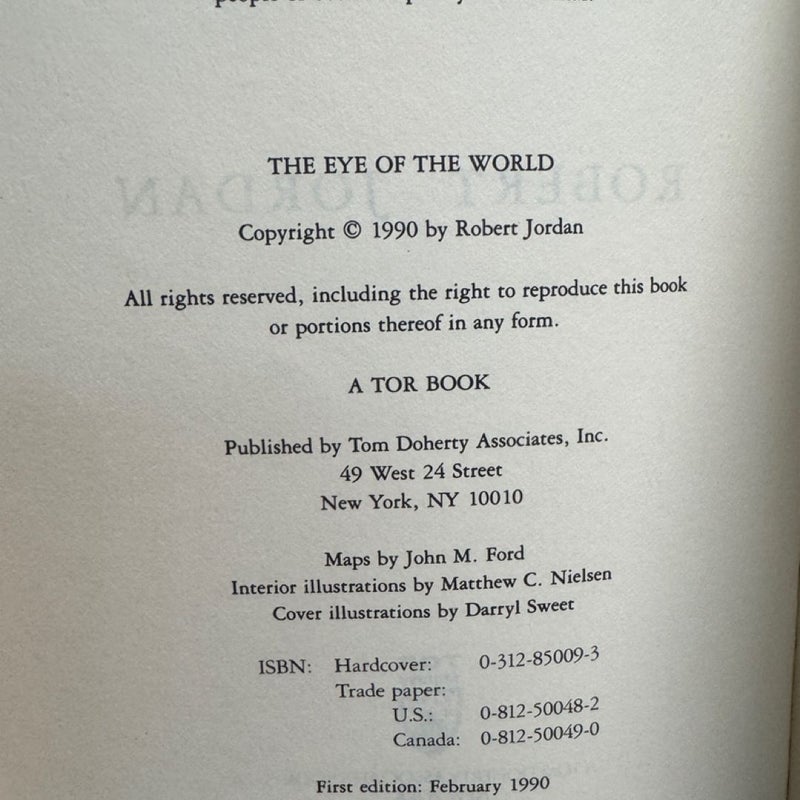 people
THE EYE OF THE WORLD
Copyright © 1990 by Robert Jordan
All rights reserved, including the right to reproduce this book
or portions thereof in any form.
A TOR BOOK
Published by Tom Doherty Associates, Inc.
49 West 24 Street
New York, NY 10010
Maps by John M. Ford
Interior illustrations by Matthew C. Nielsen
Cover illustrations by Darryl Sweet
ISBN: Hardcover: 0-312-85009-3
Trade paper:
U.S.: 0-812-50048-2
Canada: 0-812-50049-0
First edition: February 1990
ROBERT JORDAN